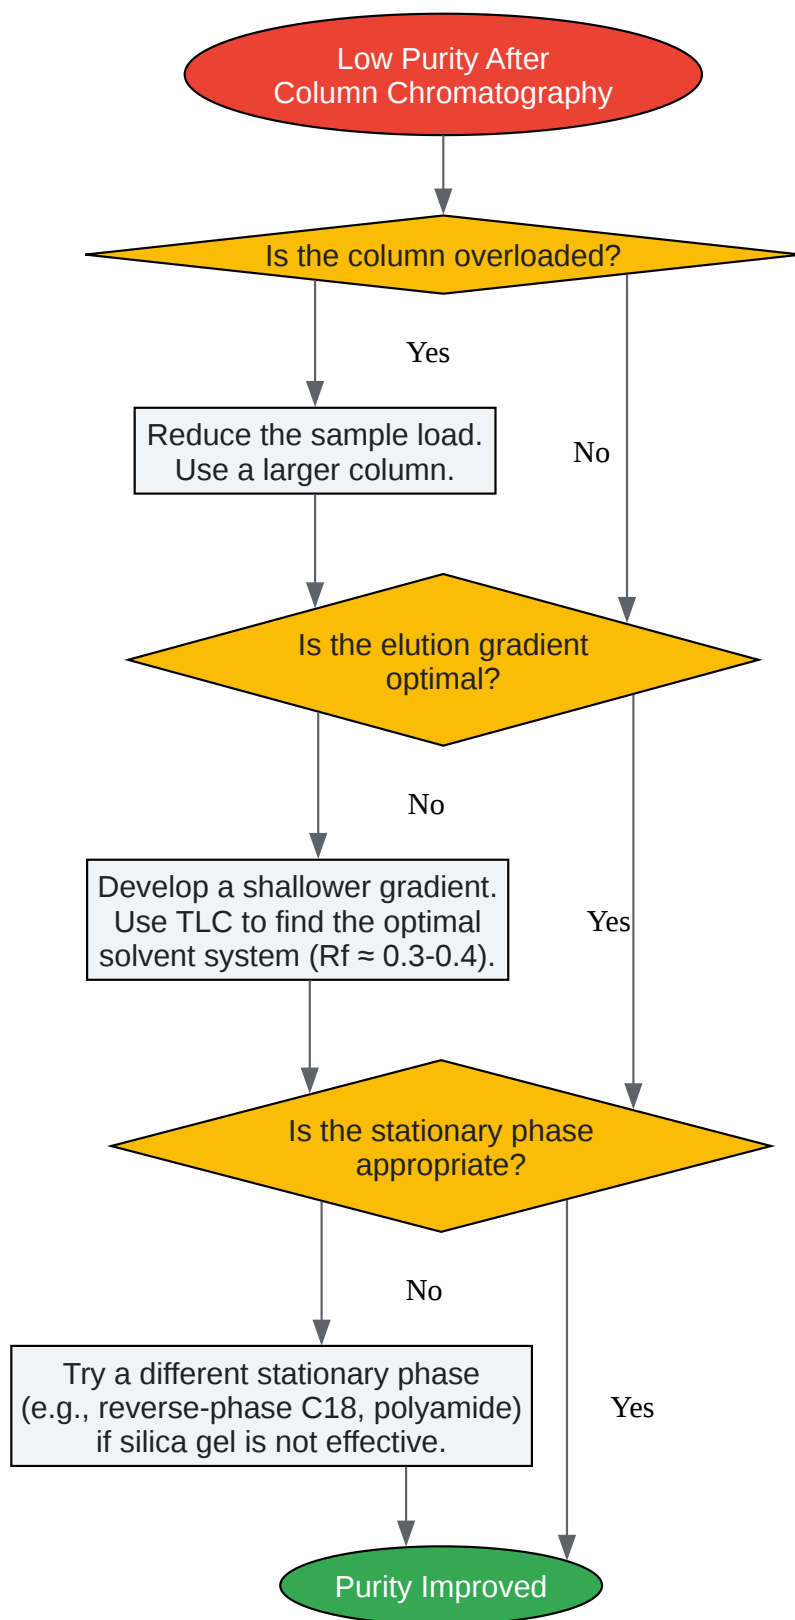 Low Purity After
Column Chromatography
Is the column overloaded?
Yes
Reduce the sample load.
Use a larger column.
No
Is the elution gradient
optimal?
No
Develop a shallower gradient.
Use TLC to find the optimal
solvent system (Rf ≈ 0.3-0.4).
Yes
Is the stationary phase
appropriate?
No
Try a different stationary phase
(e.g., reverse-phase C18, polyamide)
if silica gel is not effective.
Yes
Purity Improved